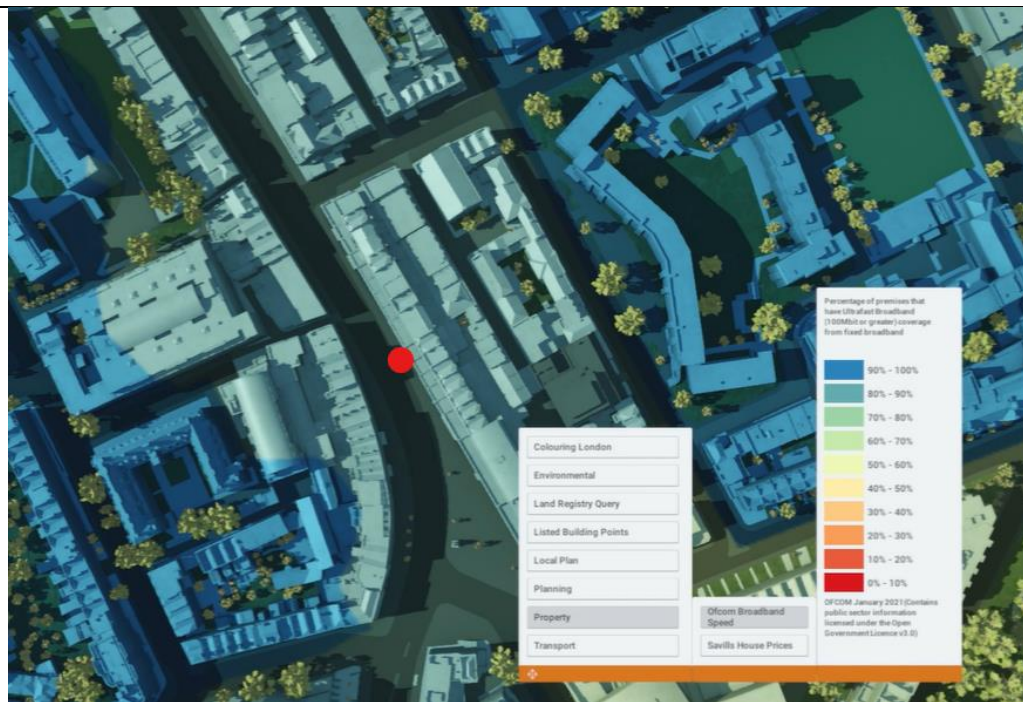 Percentage of premises that
have Ultrafast Broadband
(100Mbit or greater) coverage
from fixed broadband
90% - 100%
80% - 90%
70% - 80%
60% - 70%
50% - 60%
40% - 50%
30% - 40%
20% - 30%
10% - 20%
0% - 10%
OFCOM January 2021(Contains
public sector information
licensed under the Open
Government Licence v3.0)
Colouring London
Environmental
Land Registry Query
Listed Building Points
Local Plan
Planning
Property
Transport
Ofcom Broadband
Speed
Savills House Prices